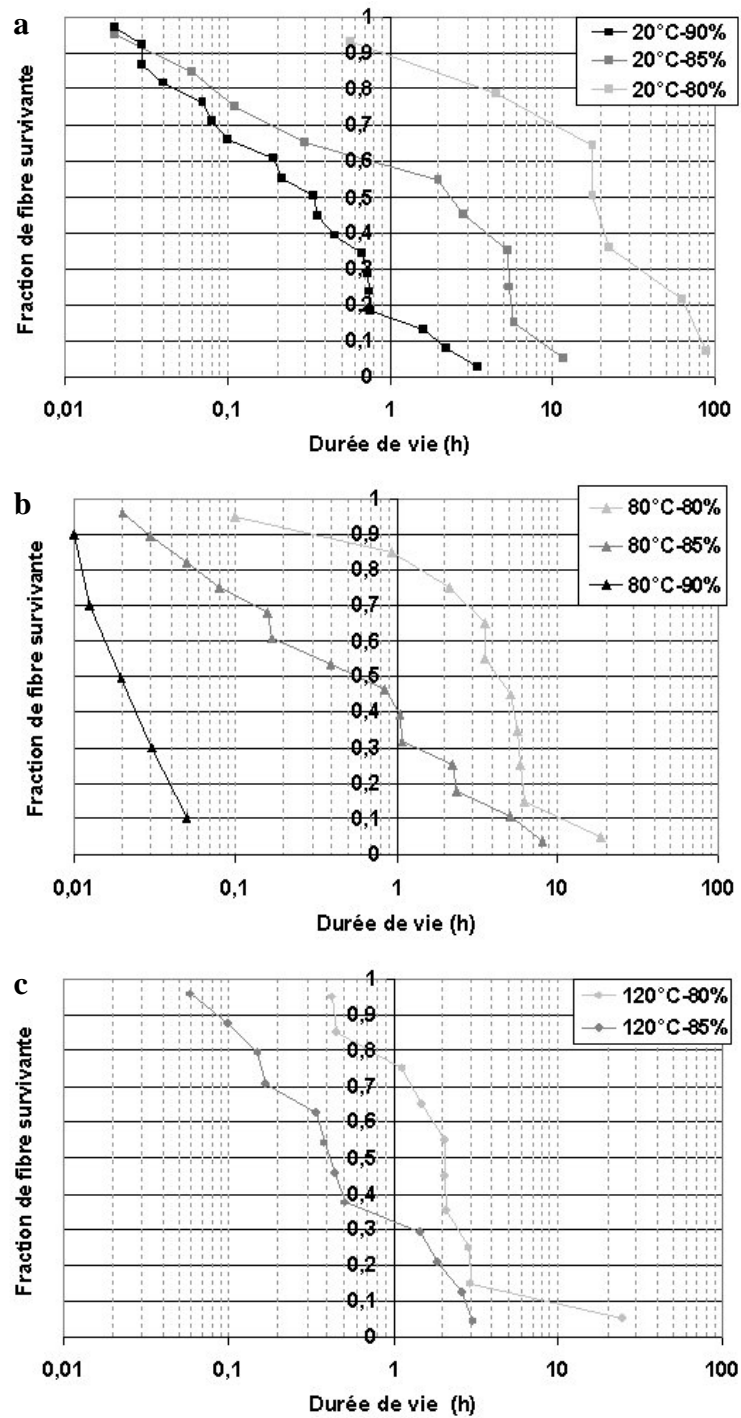 a
20°C-90%
20°C-85%
20°C-80%
Fraction de fibre survivante
1
0,9
0,8
0,7
0,6
0,5
0,4
0,3
0,2
0,1
0
0,01 0,1 1 10 100
Durée de vie (h)
b
80°C-80%
80°C-85%
80°C-90%
Fraction de fibre survivante
1
0,9
0,8
0,7
0,6
0,5
0,4
0,3
0,2
0,1
0
0,01 0,1 1 10 100
Durée de vie (h)
c
120°C-80%
120°C-85%
Fraction de fibre survivante
1
0,9
0,8
0,7
0,6
0,5
0,4
0,3
0,2
0,1
0
0,01 0,1 1 10 100
Durée de vie (h)